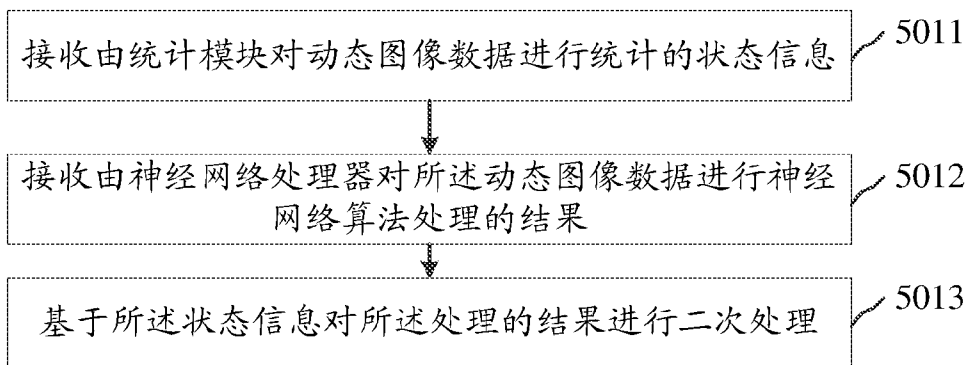 接收由统计模块对动态图像数据进行统计的状态信息
5011
接收由神经网络处理器对所述动态图像数据进行神经
网络算法处理的结果
5012
基于所述状态信息对所述处理的结果进行二次处理
5013